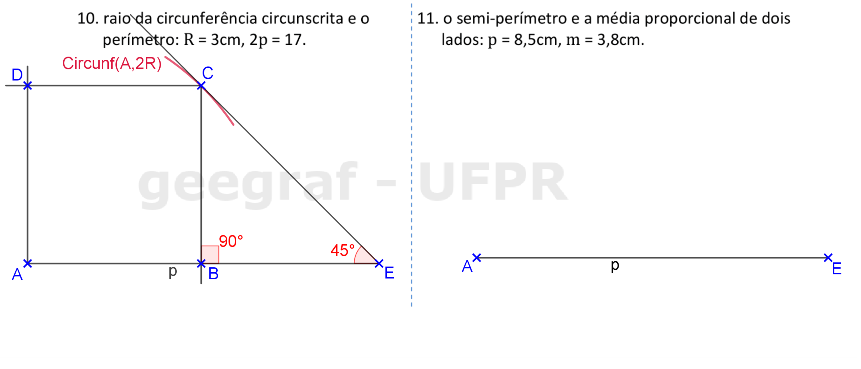 10. raio da circunferência circunscrita e o
perímetro: R = 3cm, 2p = 17.
Circunf(A,2R)
D
C
90°
45°
A
p
B
E
11. o semi-perímetro e a média proporcional de dois
lados: p = 8,5cm, m = 3,8cm.
A
p
E
geegraf - UFPR